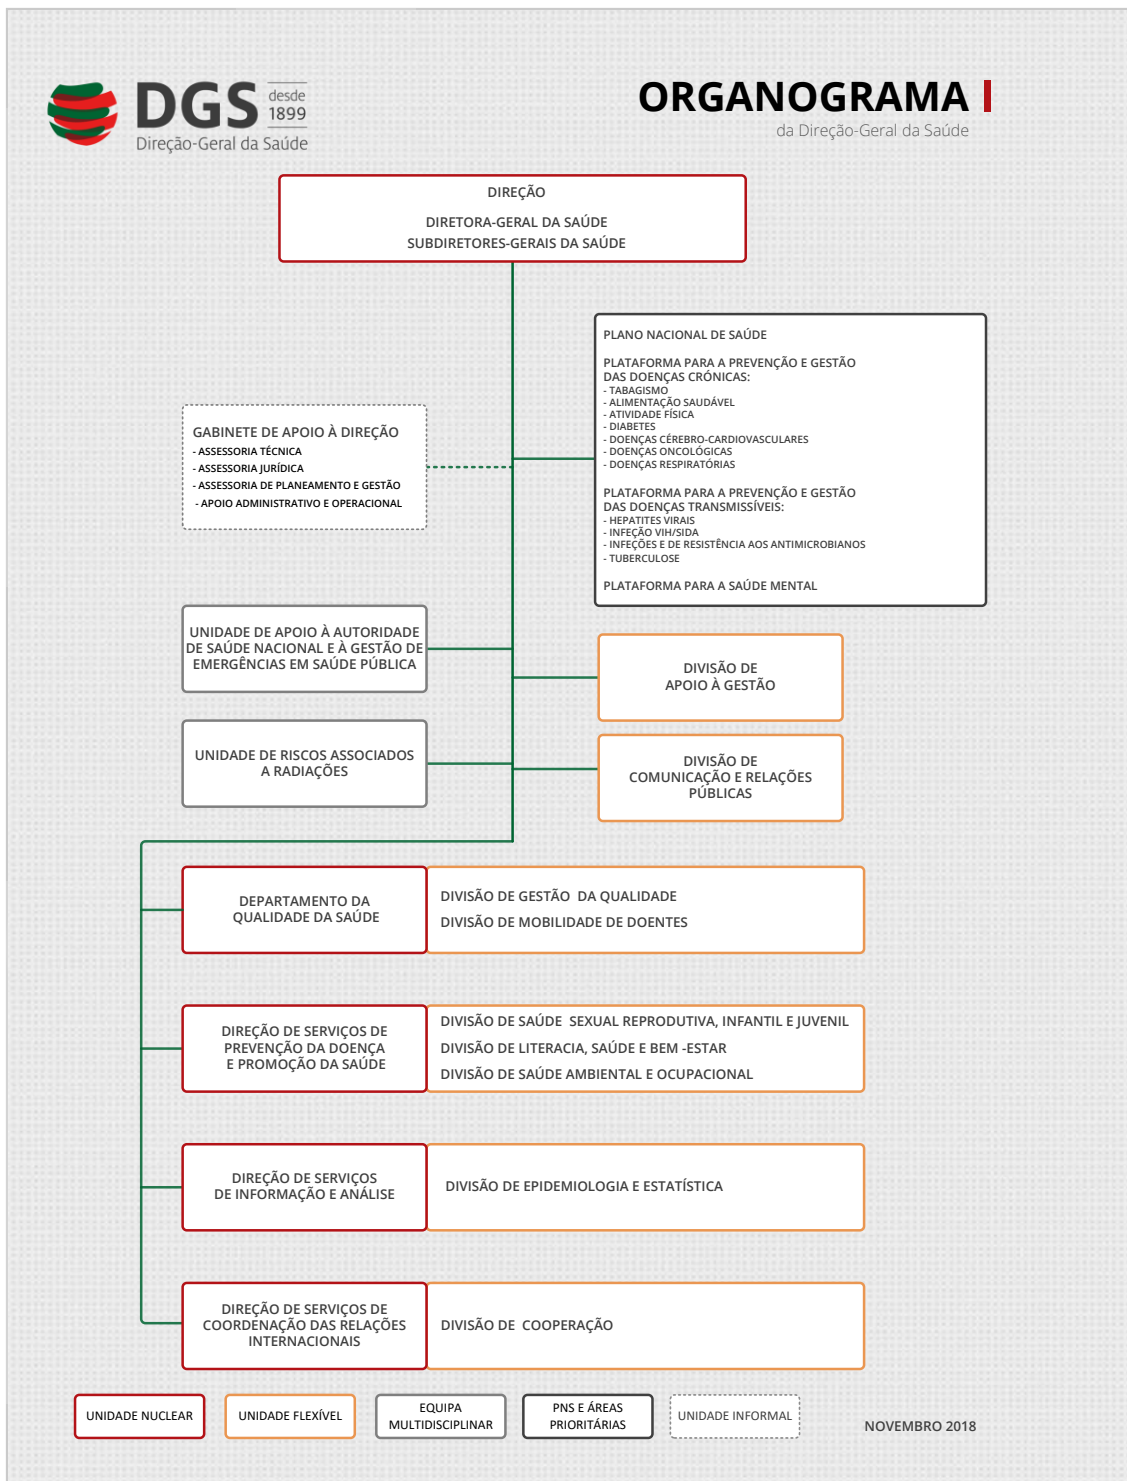 DGS
desde
1899
Direção-Geral da Saúde
ORGANOGRAMA
da Direção-Geral da Saúde
DIREÇÃO
DIRETORA-GERAL DA SAÚDE
SUBDIRETORES-GERAIS DA SAÚDE
PLANO NACIONAL DE SAÚDE
PLATAFORMA PARA A PREVENÇÃO E GESTÃO
DAS DOENÇAS CRÓNICAS:
- TABAGISMO
- ALIMENTAÇÃO SAUDÁVEL
- ATIVIDADE FÍSICA
- DIABETES
- DOENÇAS CÉREBRO-CARDIOVASCULARES
- DOENÇAS ONCOLÓGICAS
- DOENÇAS RESPIRATÓRIAS
PLATAFORMA PARA A PREVENÇÃO E GESTÃO
DAS DOENÇAS TRANSMISSÍVEIS:
- HEPATITES VIRAIS
- INFEÇÃO VIH/SIDA
- INFEÇÕES E DE RESISTÊNCIA AOS ANTIMICROBIANOS
- TUBERCULOSE
PLATAFORMA PARA A SAÚDE MENTAL
GABINETE DE APOIO À DIREÇÃO
- ASSESSORIA TÉCNICA
- ASSESSORIA JURÍDICA
- ASSESSORIA DE PLANEAMENTO E GESTÃO
- APOIO ADMINISTRATIVO E OPERACIONAL
UNIDADE DE APOIO À AUTORIDADE
DE SAÚDE NACIONAL E À GESTÃO DE
EMERGÊNCIAS EM SAÚDE PÚBLICA
DIVISÃO DE
APOIO À GESTÃO
UNIDADE DE RISCOS ASSOCIADOS
A RADIAÇÕES
DIVISÃO DE
COMUNICAÇÃO E RELAÇÕES
PÚBLICAS
DEPARTAMENTO DA
QUALIDADE DA SAÚDE
DIVISÃO DE GESTÃO DA QUALIDADE
DIVISÃO DE MOBILIDADE DE DOENTES
DIREÇÃO DE SERVIÇOS DE
PREVENÇÃO DA DOENÇA
E PROMOÇÃO DA SAÚDE
DIVISÃO DE SAÚDE SEXUAL REPRODUTIVA, INFANTIL E JUVENIL
DIVISÃO DE LITERACIA, SAÚDE E BEM -ESTAR
DIVISÃO DE SAÚDE AMBIENTAL E OCUPACIONAL
DIREÇÃO DE SERVIÇOS
DE INFORMAÇÃO E ANÁLISE
DIVISÃO DE EPIDEMIOLOGIA E ESTATÍSTICA
DIREÇÃO DE SERVIÇOS DE
COORDENAÇÃO DAS RELAÇÕES
INTERNACIONAIS
DIVISÃO DE COOPERAÇÃO
UNIDADE NUCLEAR
UNIDADE FLEXÍVEL
EQUIPA
MULTIDISCIPLINAR
PNS E ÁREAS
PRIORITÁRIAS
UNIDADE INFORMAL
NOVEMBRO 2018